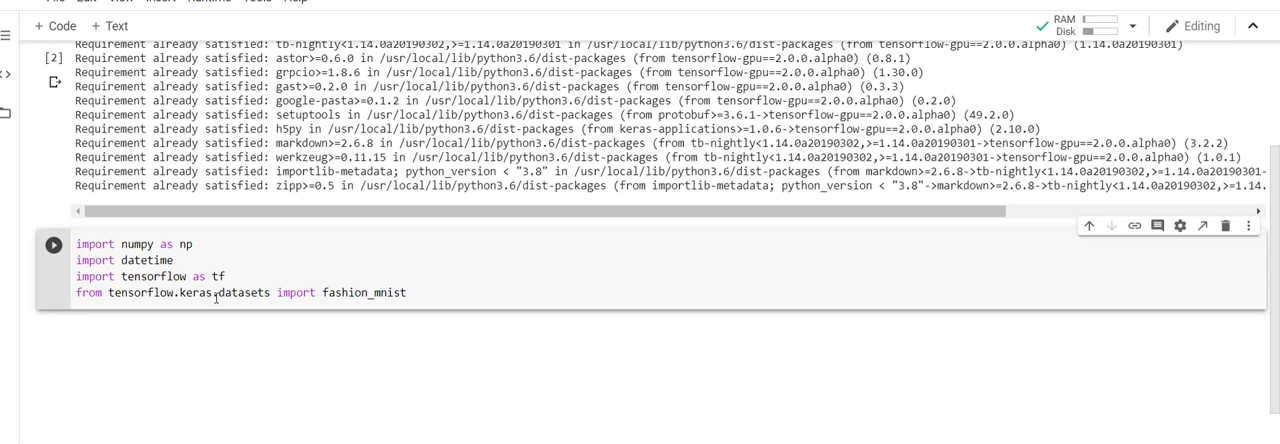 + Code + Text
RAM
Disk
Editing
Requirement already satisfied: tb-nightly<1.14.0a20190302,>=1.14.0a20190301 in /usr/local/lib/python3.6/dist-packages (from tensorflow-gpu==2.0.0.alpha0) (1.14.0a20190301)
[2] Requirement already satisfied: astor>=0.6.0 in /usr/local/lib/python3.6/dist-packages (from tensorflow-gpu==2.0.0.alpha0) (0.8.1)
Requirement already satisfied: grpcio>=1.8.6 in /usr/local/lib/python3.6/dist-packages (from tensorflow-gpu==2.0.0.alpha0) (1.30.0)
Requirement already satisfied: gast>=0.2.0 in /usr/local/lib/python3.6/dist-packages (from tensorflow-gpu==2.0.0.alpha0) (0.3.3)
Requirement already satisfied: google-pasta>=0.1.2 in /usr/local/lib/python3.6/dist-packages (from tensorflow-gpu==2.0.0.alpha0) (0.2.0)
Requirement already satisfied: setuptools in /usr/local/lib/python3.6/dist-packages (from protobuf>=3.6.1->tensorflow-gpu==2.0.0.alpha0) (49.2.0)
Requirement already satisfied: h5py in /usr/local/lib/python3.6/dist-packages (from keras-applications>=1.0.6->tensorflow-gpu==2.0.0.alpha0) (2.10.0)
Requirement already satisfied: markdown>=2.6.8 in /usr/local/lib/python3.6/dist-packages (from tb-nightly<1.14.0a20190302,>=1.14.0a20190301->tensorflow-gpu==2.0.0.alpha0) (3.2.2)
Requirement already satisfied: werkzeug>=0.11.15 in /usr/local/lib/python3.6/dist-packages (from tb-nightly<1.14.0a20190302,>=1.14.0a20190301->tensorflow-gpu==2.0.0.alpha0) (1.0.1)
Requirement already satisfied: importlib-metadata; python_version < "3.8" in /usr/local/lib/python3.6/dist-packages (from markdown>=2.6.8->tb-nightly<1.14.0a20190302,>=1.14.0a20190301-
Requirement already satisfied: zipp>=0.5 in /usr/local/lib/python3.6/dist-packages (from importlib-metadata; python_version < "3.8"->markdown>=2.6.8->tb-nightly<1.14.0a20190302,>=1.14.
import numpy as np
import datetime
import tensorflow as tf
from tensorflow.keras.datasets import fashion_mnist